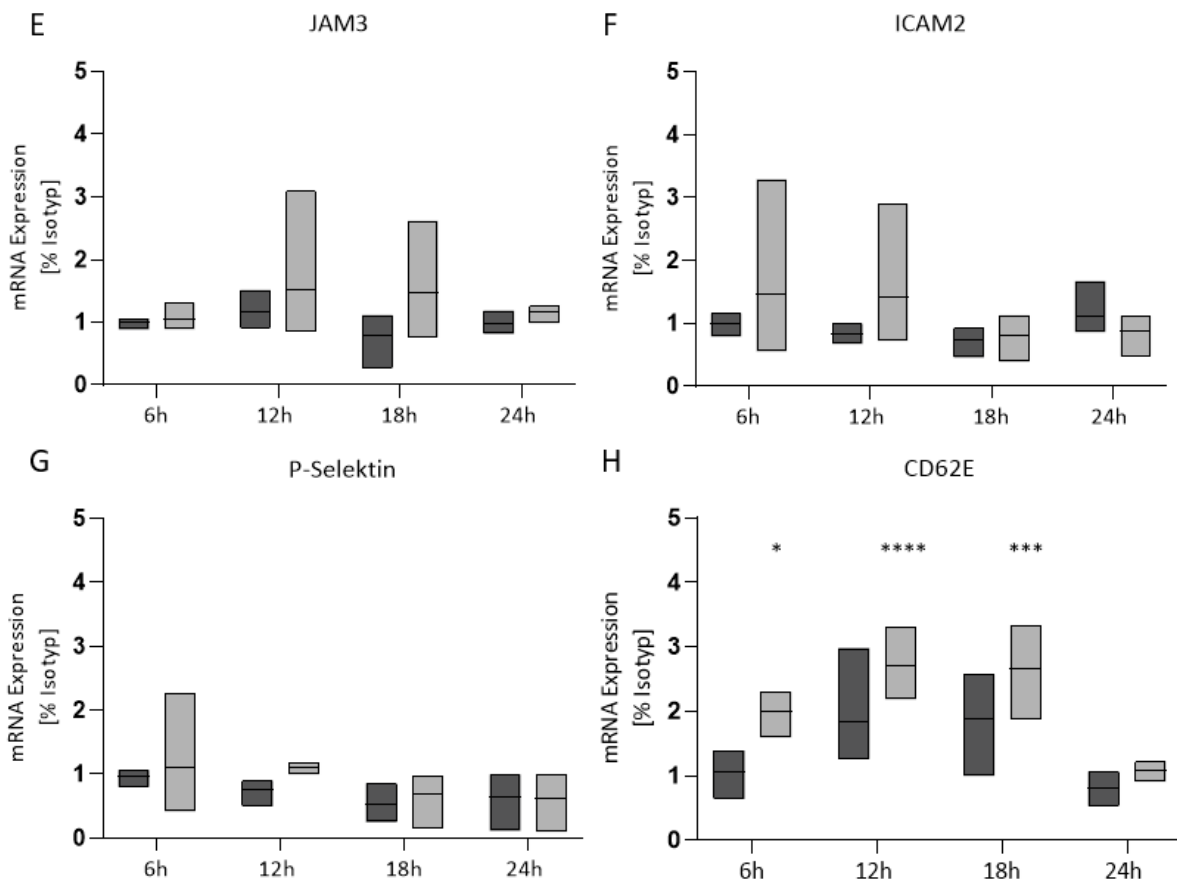 E
JAM3
mRNA Expression
[% Isotyp]
5
4
3
2
1
0
6h 12h 18h 24h
F
ICAM2
mRNA Expression
[% Isotyp]
5
4
3
2
1
0
6h 12h 18h 24h
G
P-Selektin
mRNA Expression
[% Isotyp]
5
4
3
2
1
0
6h 12h 18h 24h
H
CD62E
mRNA Expression
[% Isotyp]
5
4
3
2
1
0
* **** ***
6h 12h 18h 24h